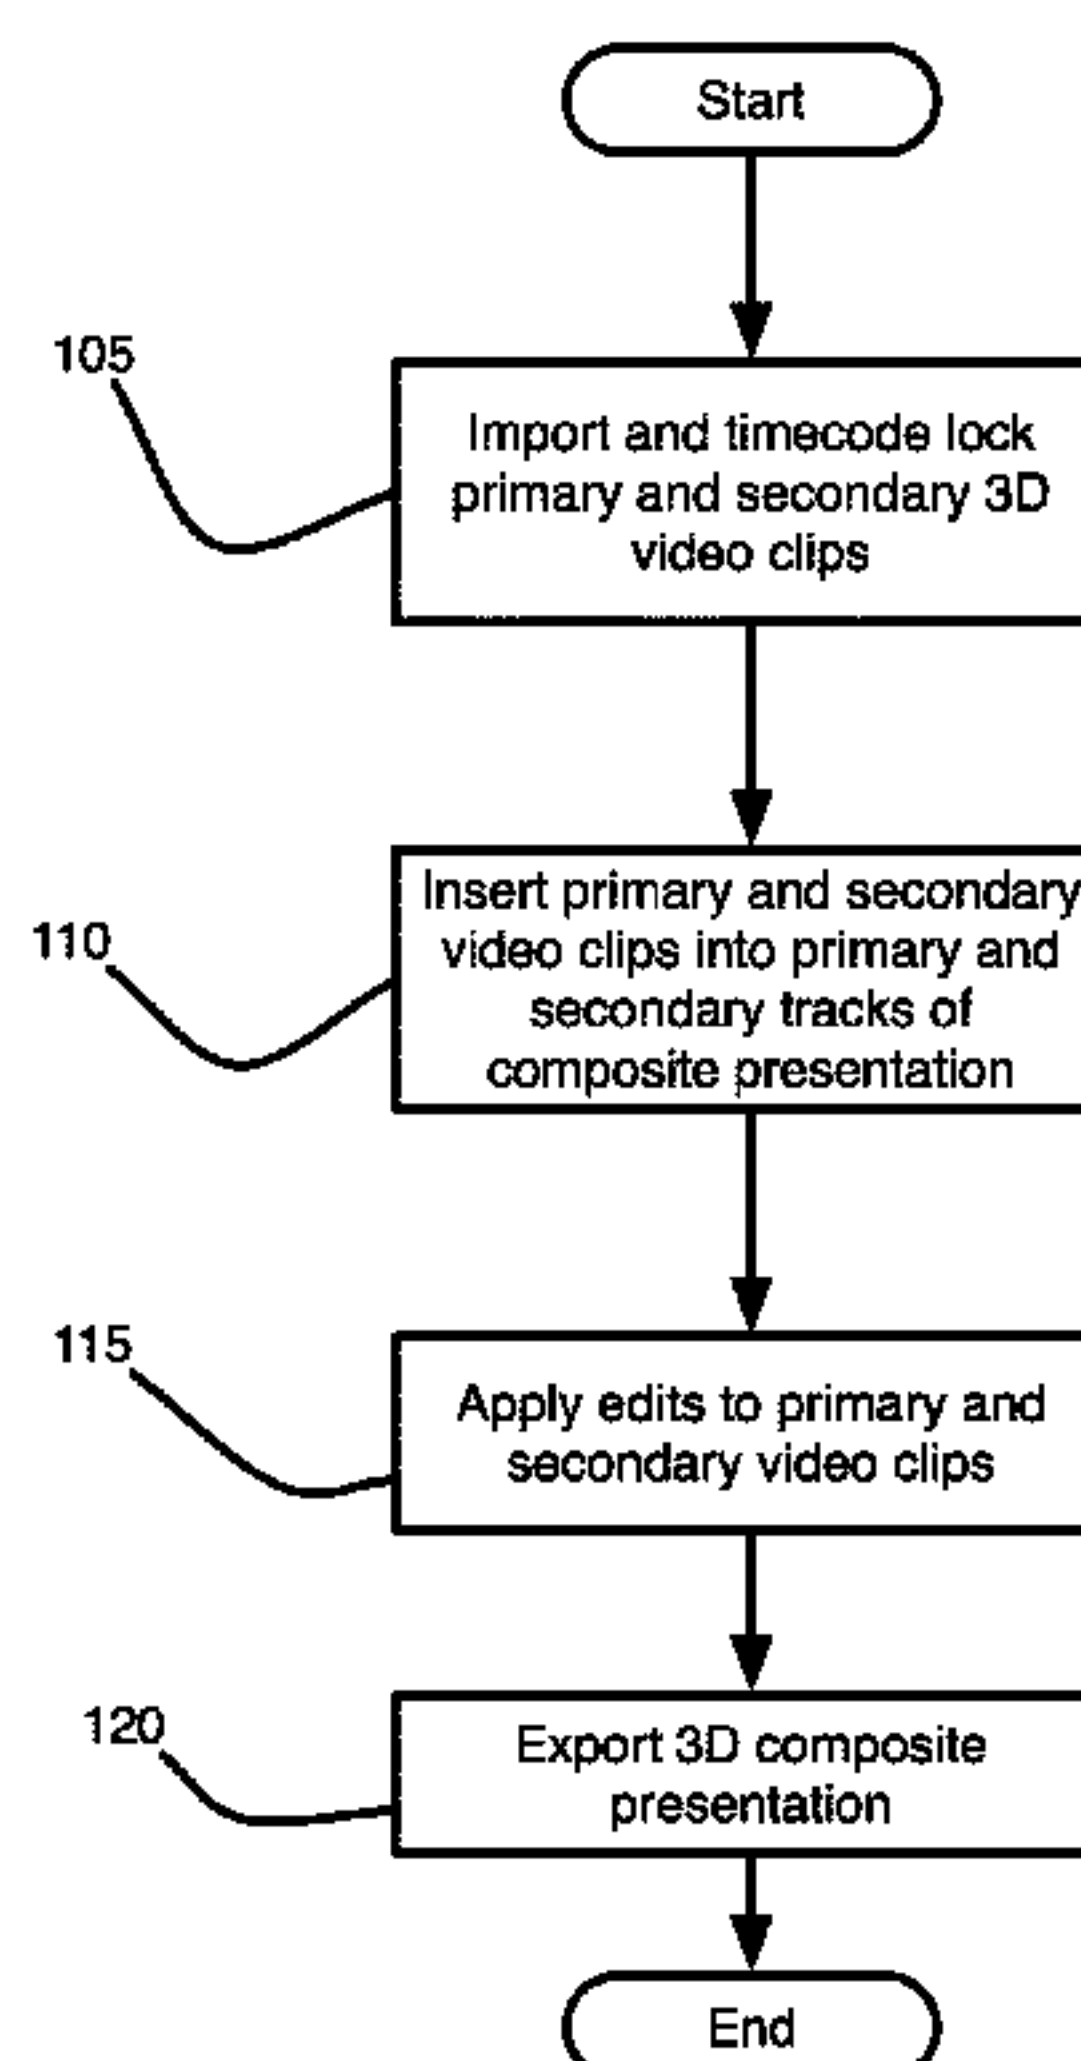 Start
105
Import and timecode lock
primary and secondary 3D
video clips
110
Insert primary and secondary
video clips into primary and
secondary tracks of
composite presentation
115
Apply edits to primary and
secondary video clips
120
Export 3D composite
presentation
End